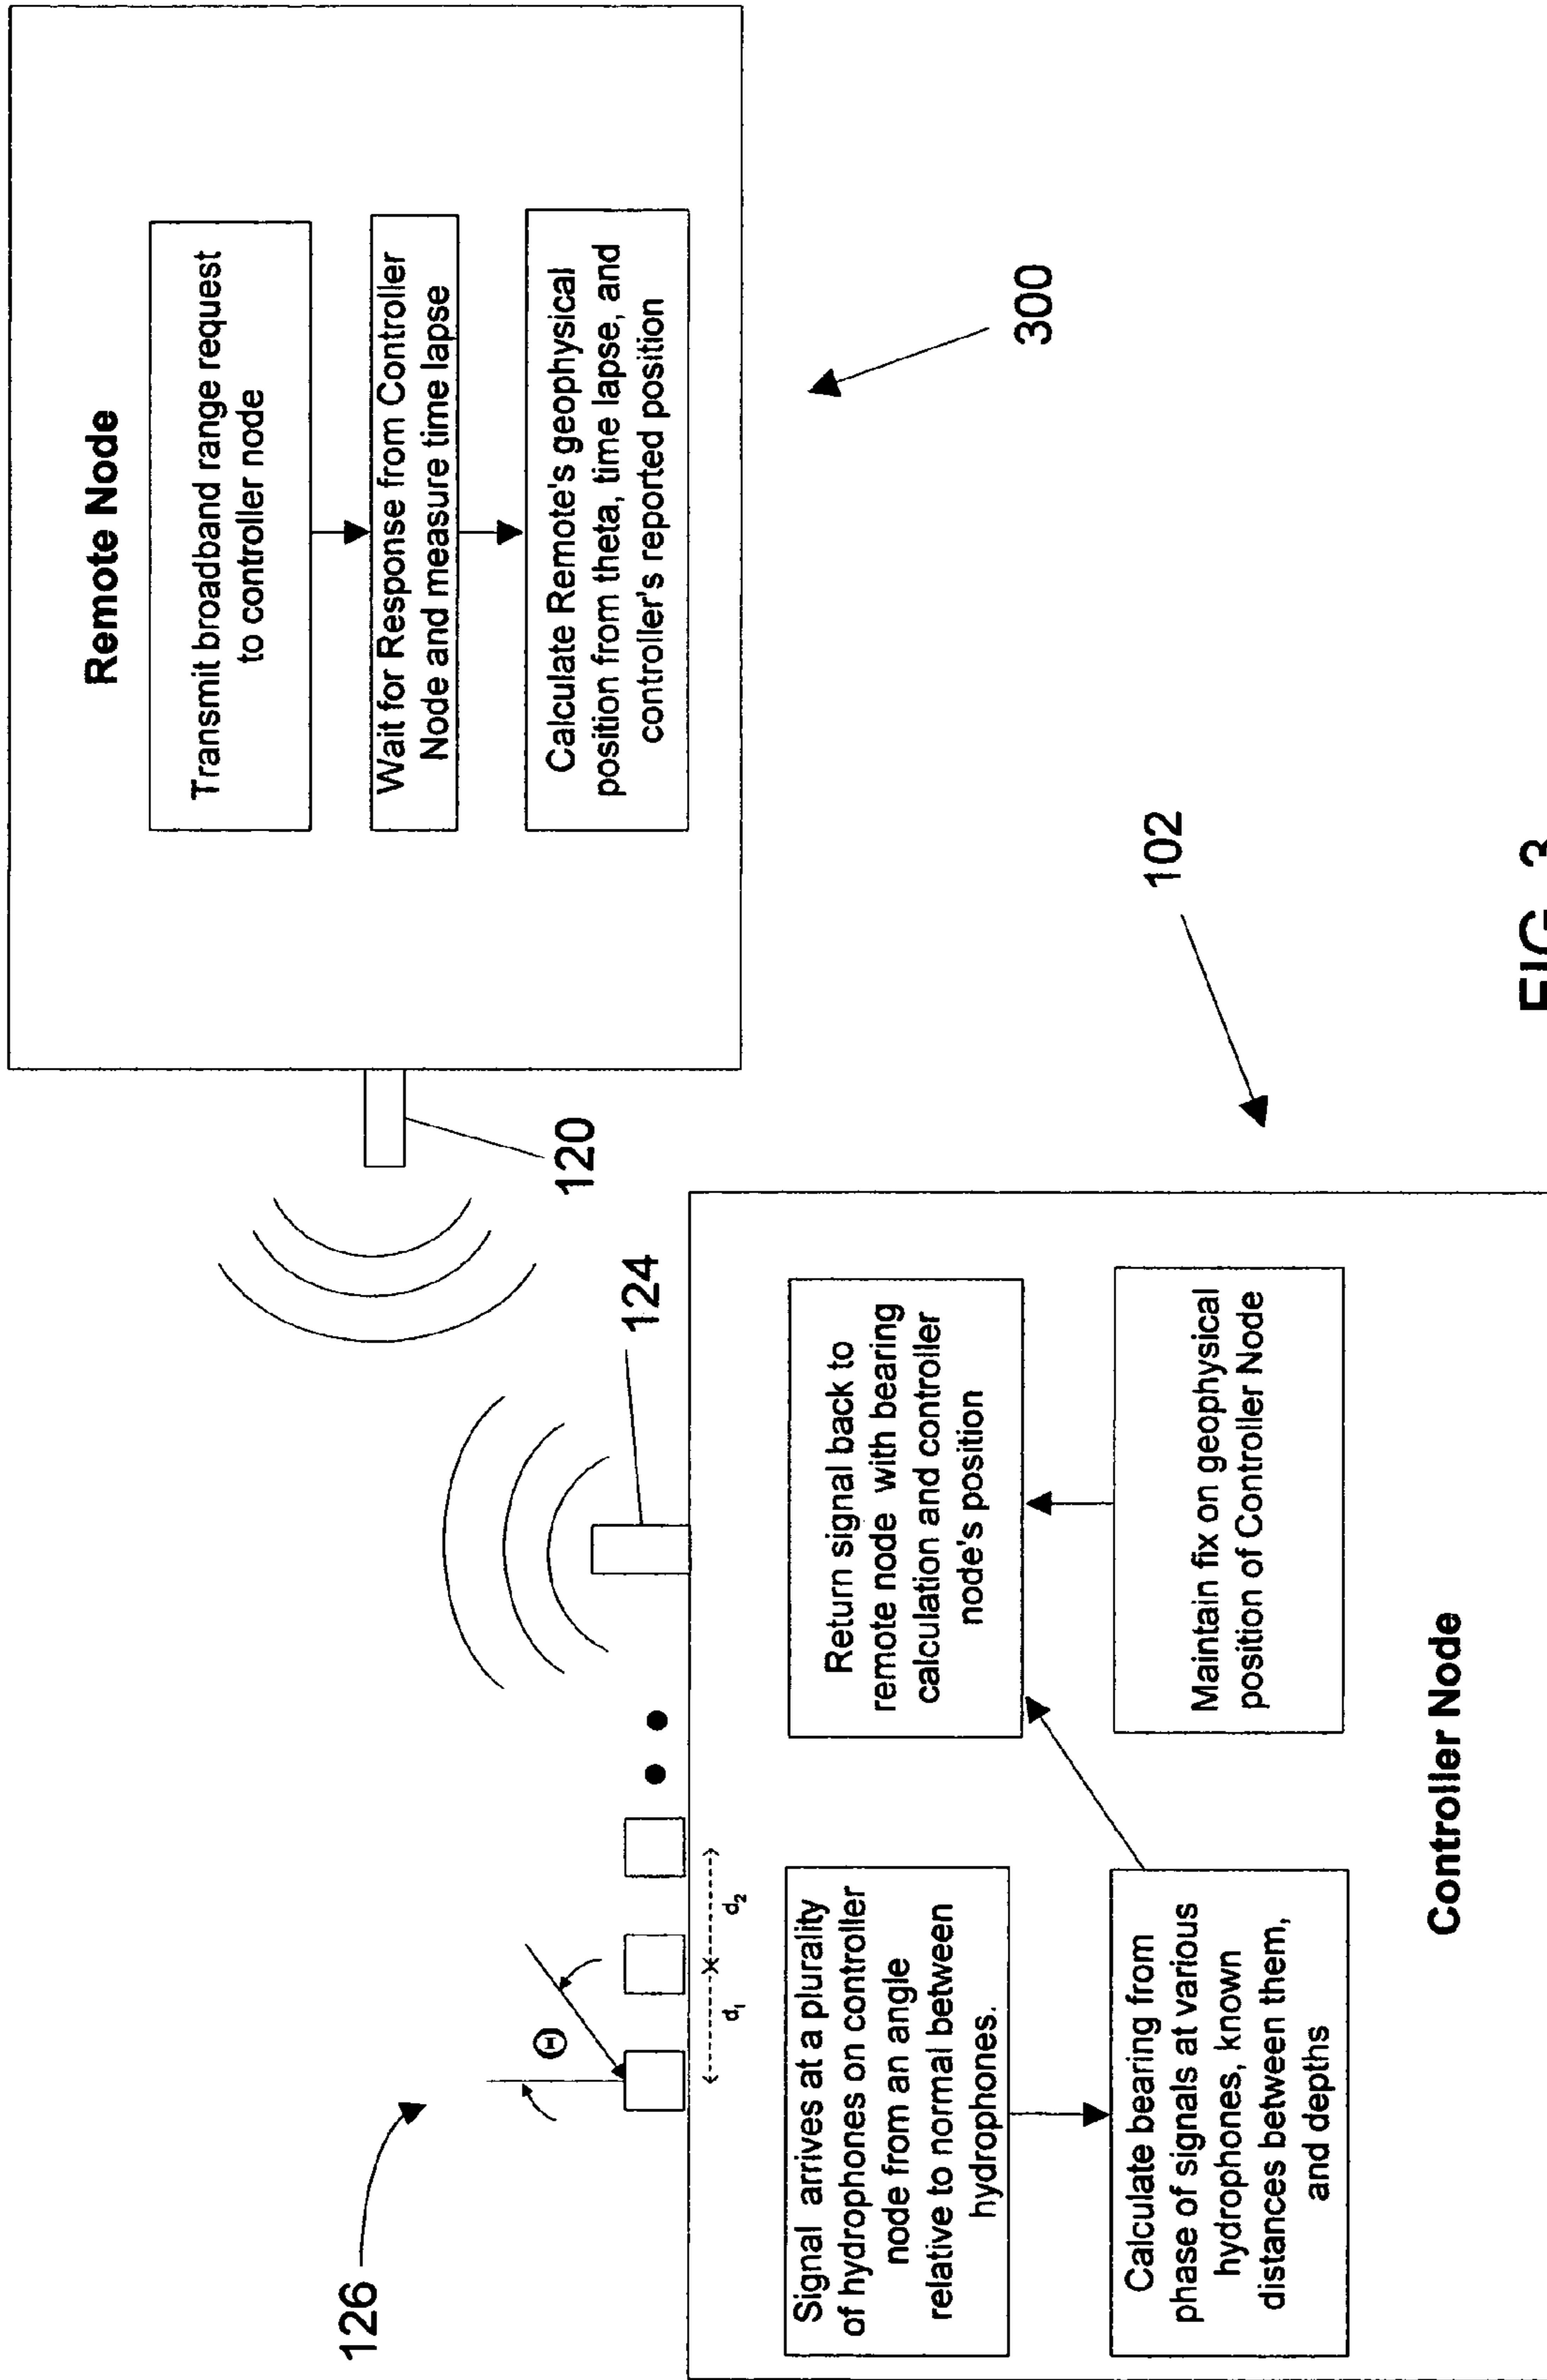 Remote Node
Transmit broadband range request
to controller node
Wait for Response from Controller
Node and measure time lapse
Calculate Remote's geophysical
position from theta, time lapse, and
controller's reported position
300
120
124
126
Θ
d₁
d₂
102
Signal arrives at a plurality
of hydrophones on controller
node from an angle
relative to normal between
hydrophones.
Calculate bearing from
phase of signals at various
hydrophones, known
distances between them,
and depths
Return signal back to
remote node with bearing
calculation and controller
node's position
Maintain fix on geophysical
position of Controller Node
Controller Node
FIG. 3